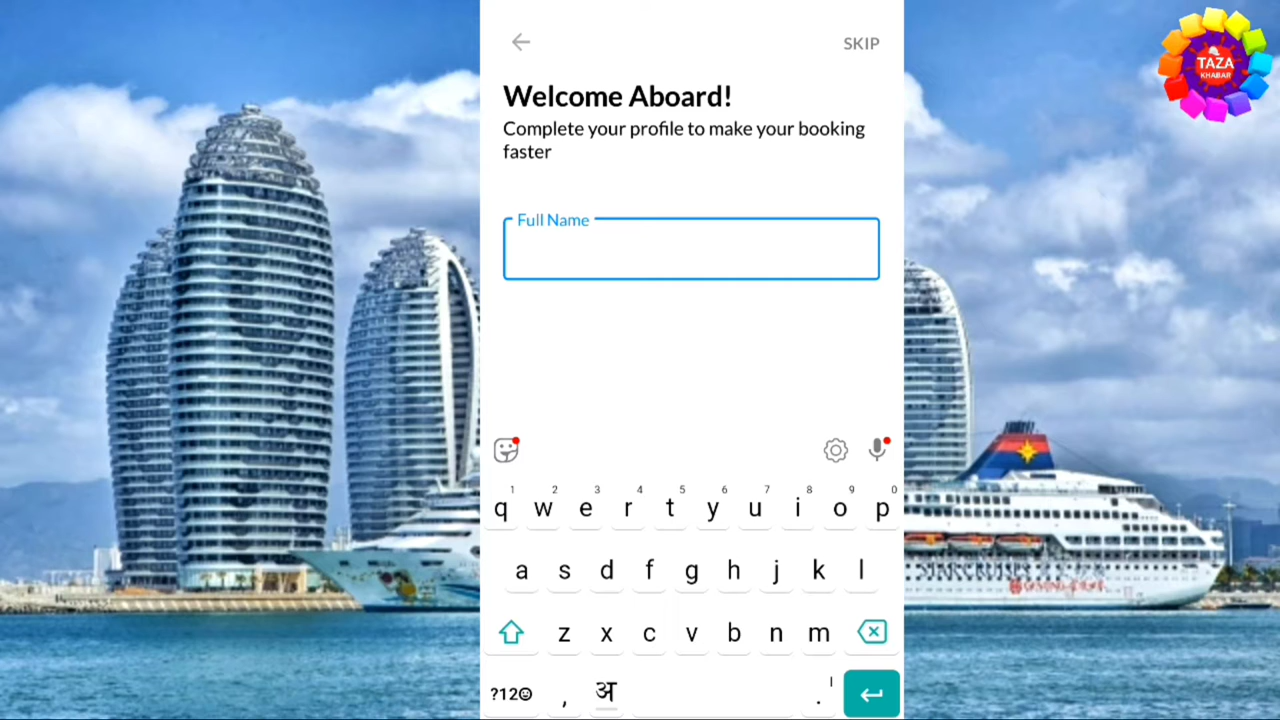 SKIP
TAZA
KHABAR
Welcome Aboard!
Complete your profile to make your booking
faster
Full Name
1 2 3 4 5 6 7 8 9 0
q w e r t y u i o p
a s d f g h j k l
z x c v b n m
?12☺ , अ .